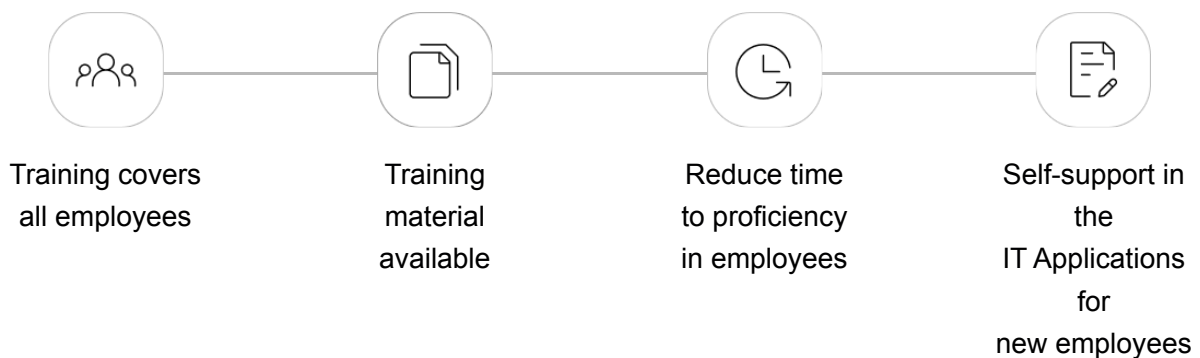 Training covers
all employees
Training
material
available
Reduce time
to proficiency
in employees
Self-support in
the
IT Applications
for
new employees